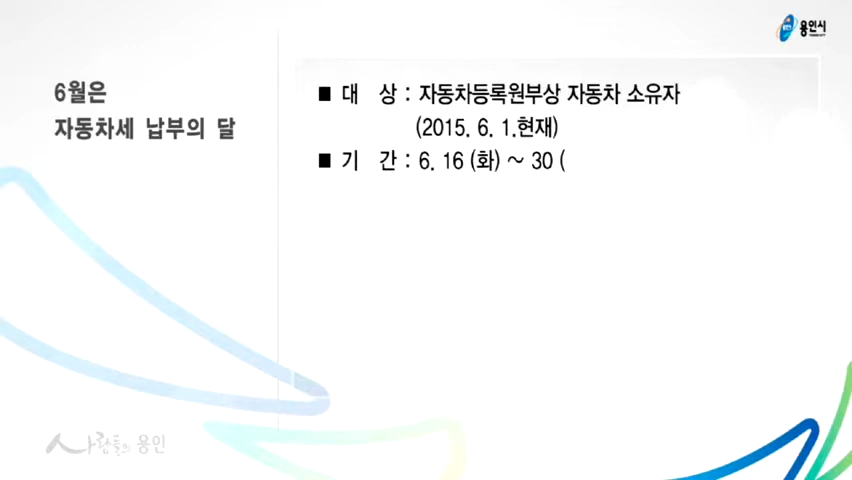 용인시
6월은
자동차세 납부의 달
■ 대 상 : 자동차등록원부상 자동차 소유자
(2015. 6. 1.현재)
■ 기 간 : 6. 16 (화) ~ 30 (
사람들의 용인